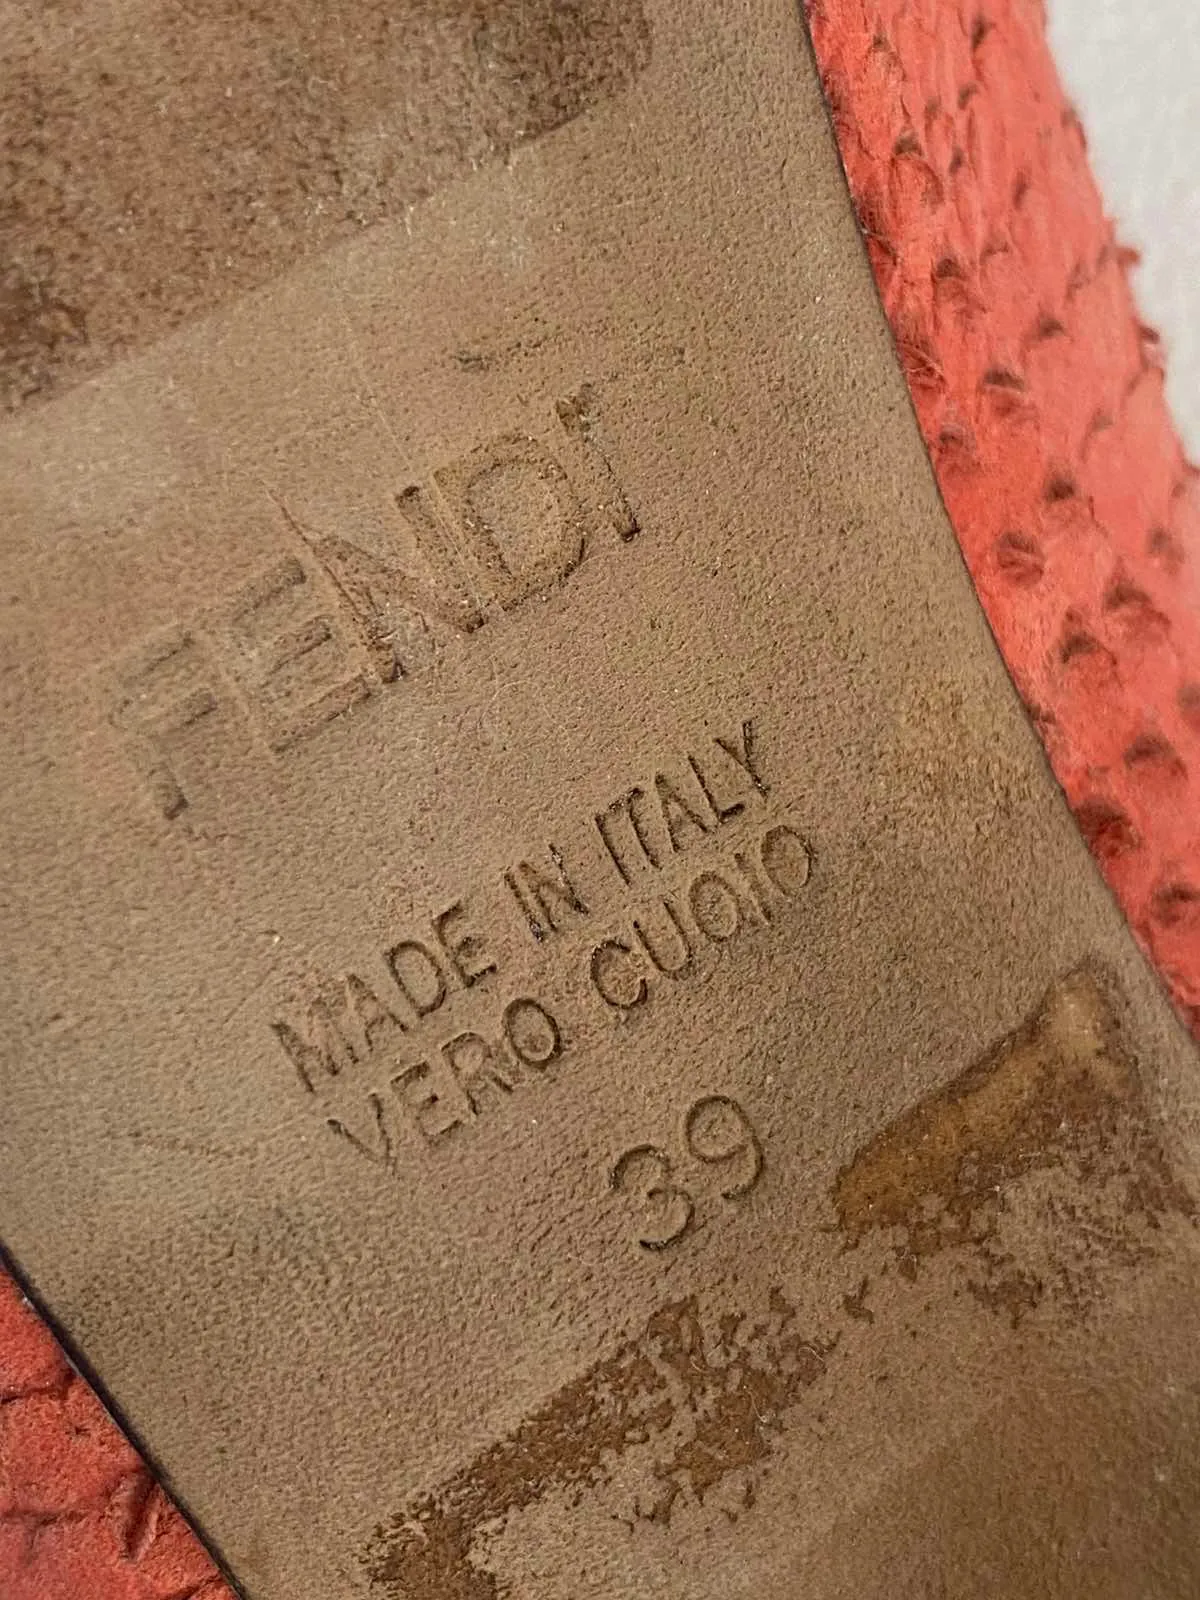 FENDI
MADE IN ITALY
VERO CUOIO
39